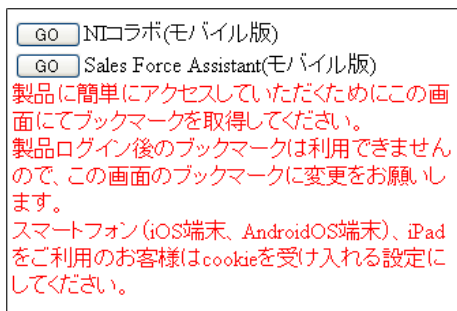 GO NIコラボ(モバイル版)
GO Sales Force Assistant(モバイル版)
製品に簡単にアクセスしていただくためにこの画
面にてブックマークを取得してください。
製品ログイン後のブックマークは利用できません
ので、この画面のブックマークに変更をお願いし
ます。
スマートフォン(iOS端末、AndroidOS端末)、iPad
をご利用のお客様はcookieを受け入れる設定に
してください。